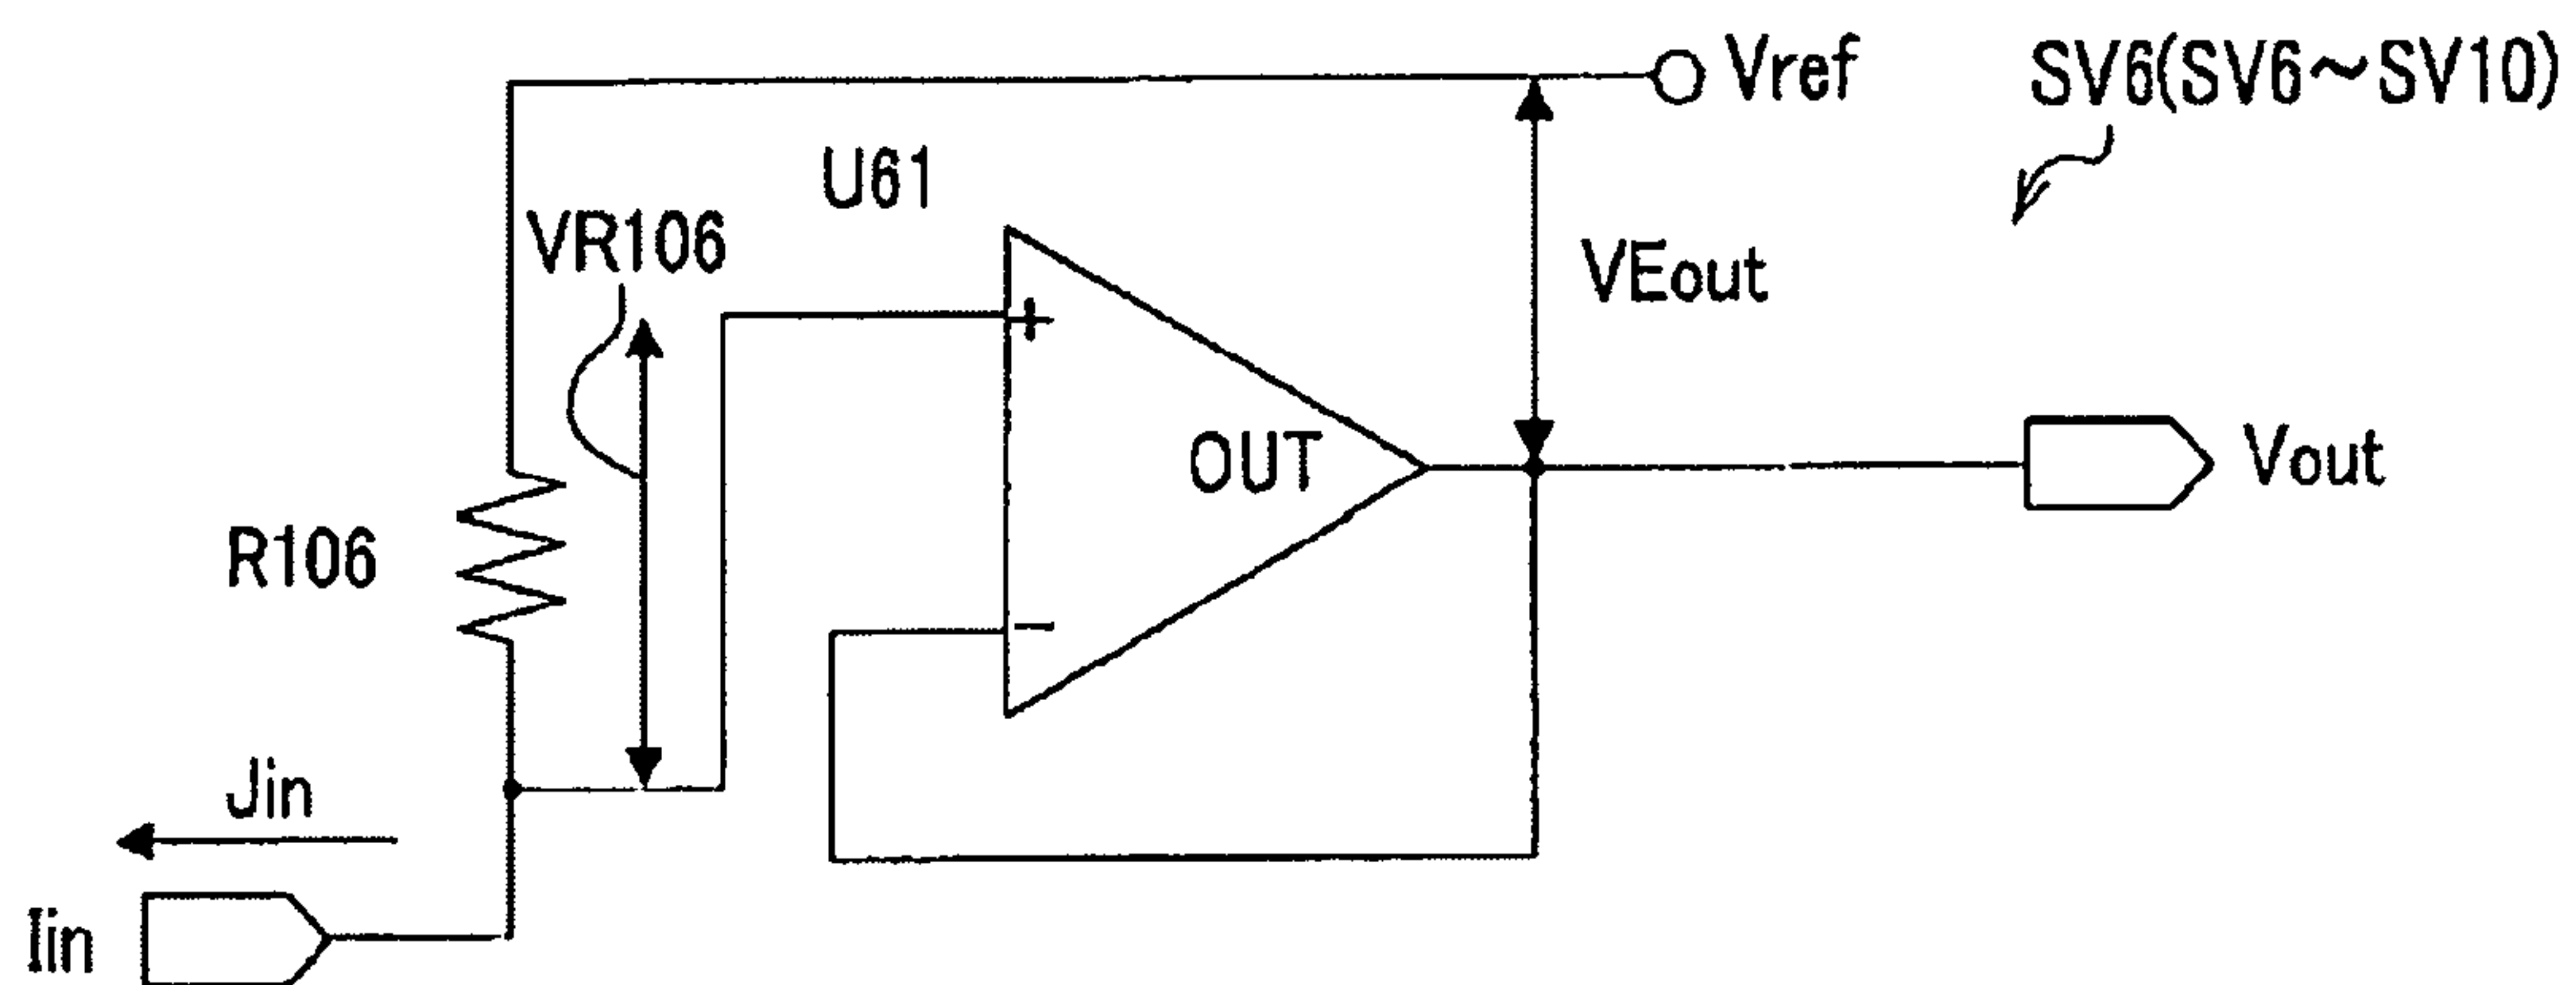 Vref
SV6(SV6~SV10)
U61
VR106
+
VEout
OUT
Vout
R106
−
Jin
Iin